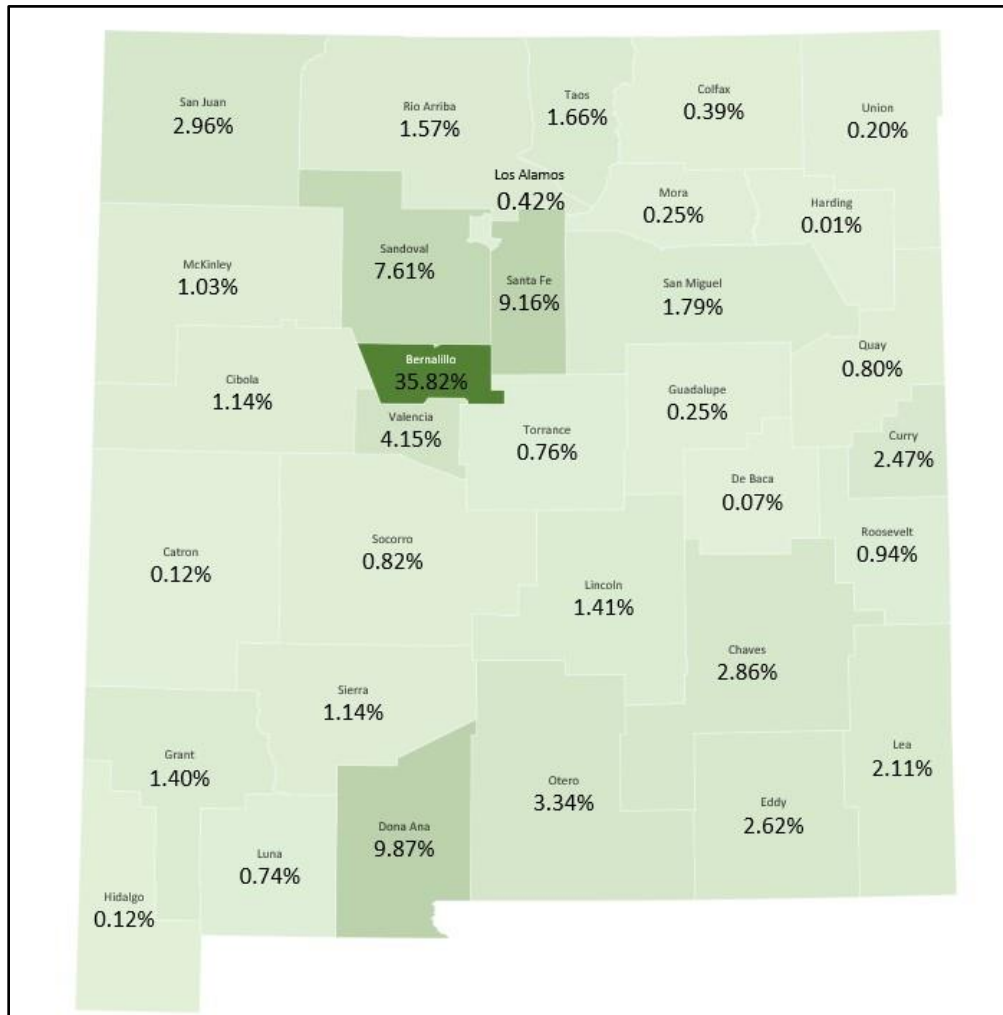 San Juan
2.96%
Rio Arriba
1.57%
Taos
1.66%
Colfax
0.39%
Union
0.20%
Los Alamos
0.42%
Mora
0.25%
Harding
0.01%
McKinley
1.03%
Sandoval
7.61%
Santa Fe
9.16%
San Miguel
1.79%
Quay
0.80%
Cibola
1.14%
Bernalillo
35.82%
Valencia
4.15%
Torrance
0.76%
Guadalupe
0.25%
Curry
2.47%
De Baca
0.07%
Roosevelt
0.94%
Catron
0.12%
Socorro
0.82%
Lincoln
1.41%
Chaves
2.86%
Sierra
1.14%
Grant
1.40%
Lea
2.11%
Otero
3.34%
Eddy
2.62%
Dona Ana
9.87%
Luna
0.74%
Hidalgo
0.12%